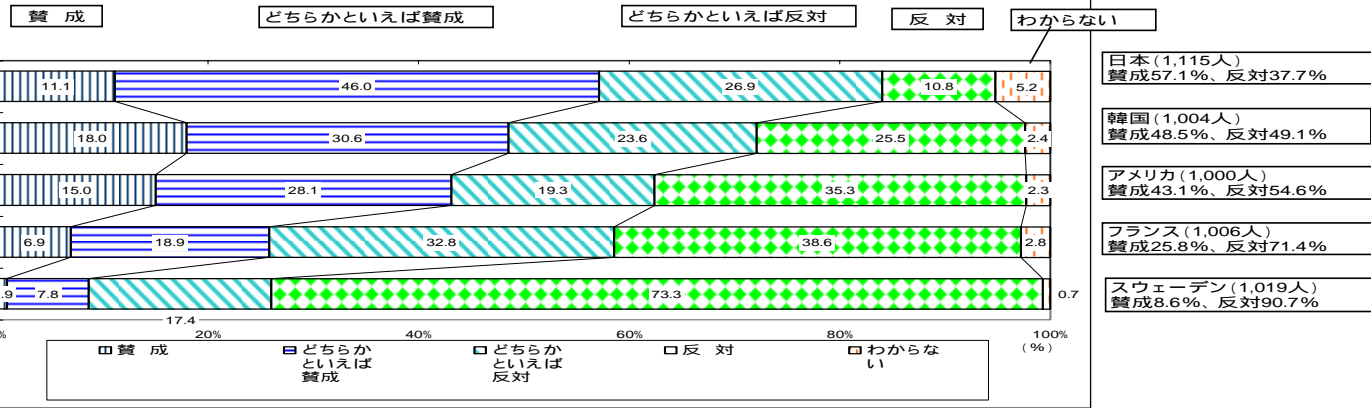 賛 成 どちらかといえば賛成 どちらかといえば反対 反 対 わからない
11.1 46.0 26.9 10.8 5.2
日本(1,115人)
賛成57.1%、反対37.7%
18.0 30.6 23.6 25.5 2.4
韓国(1,004人)
賛成48.5%、反対49.1%
15.0 28.1 19.3 35.3 2.3
アメリカ(1,000人)
賛成43.1%、反対54.6%
6.9 18.9 32.8 38.6 2.8
フランス(1,006人)
賛成25.8%、反対71.4%
.9 7.8 73.3 0.7
スウェーデン(1,019人)
賛成8.6%、反対90.7%
17.4
% 20% 40% 60% 80% 100%
(%)
賛 成
どちらか
といえば
賛成
どちらか
といえば
反対
反 対
わからな
い